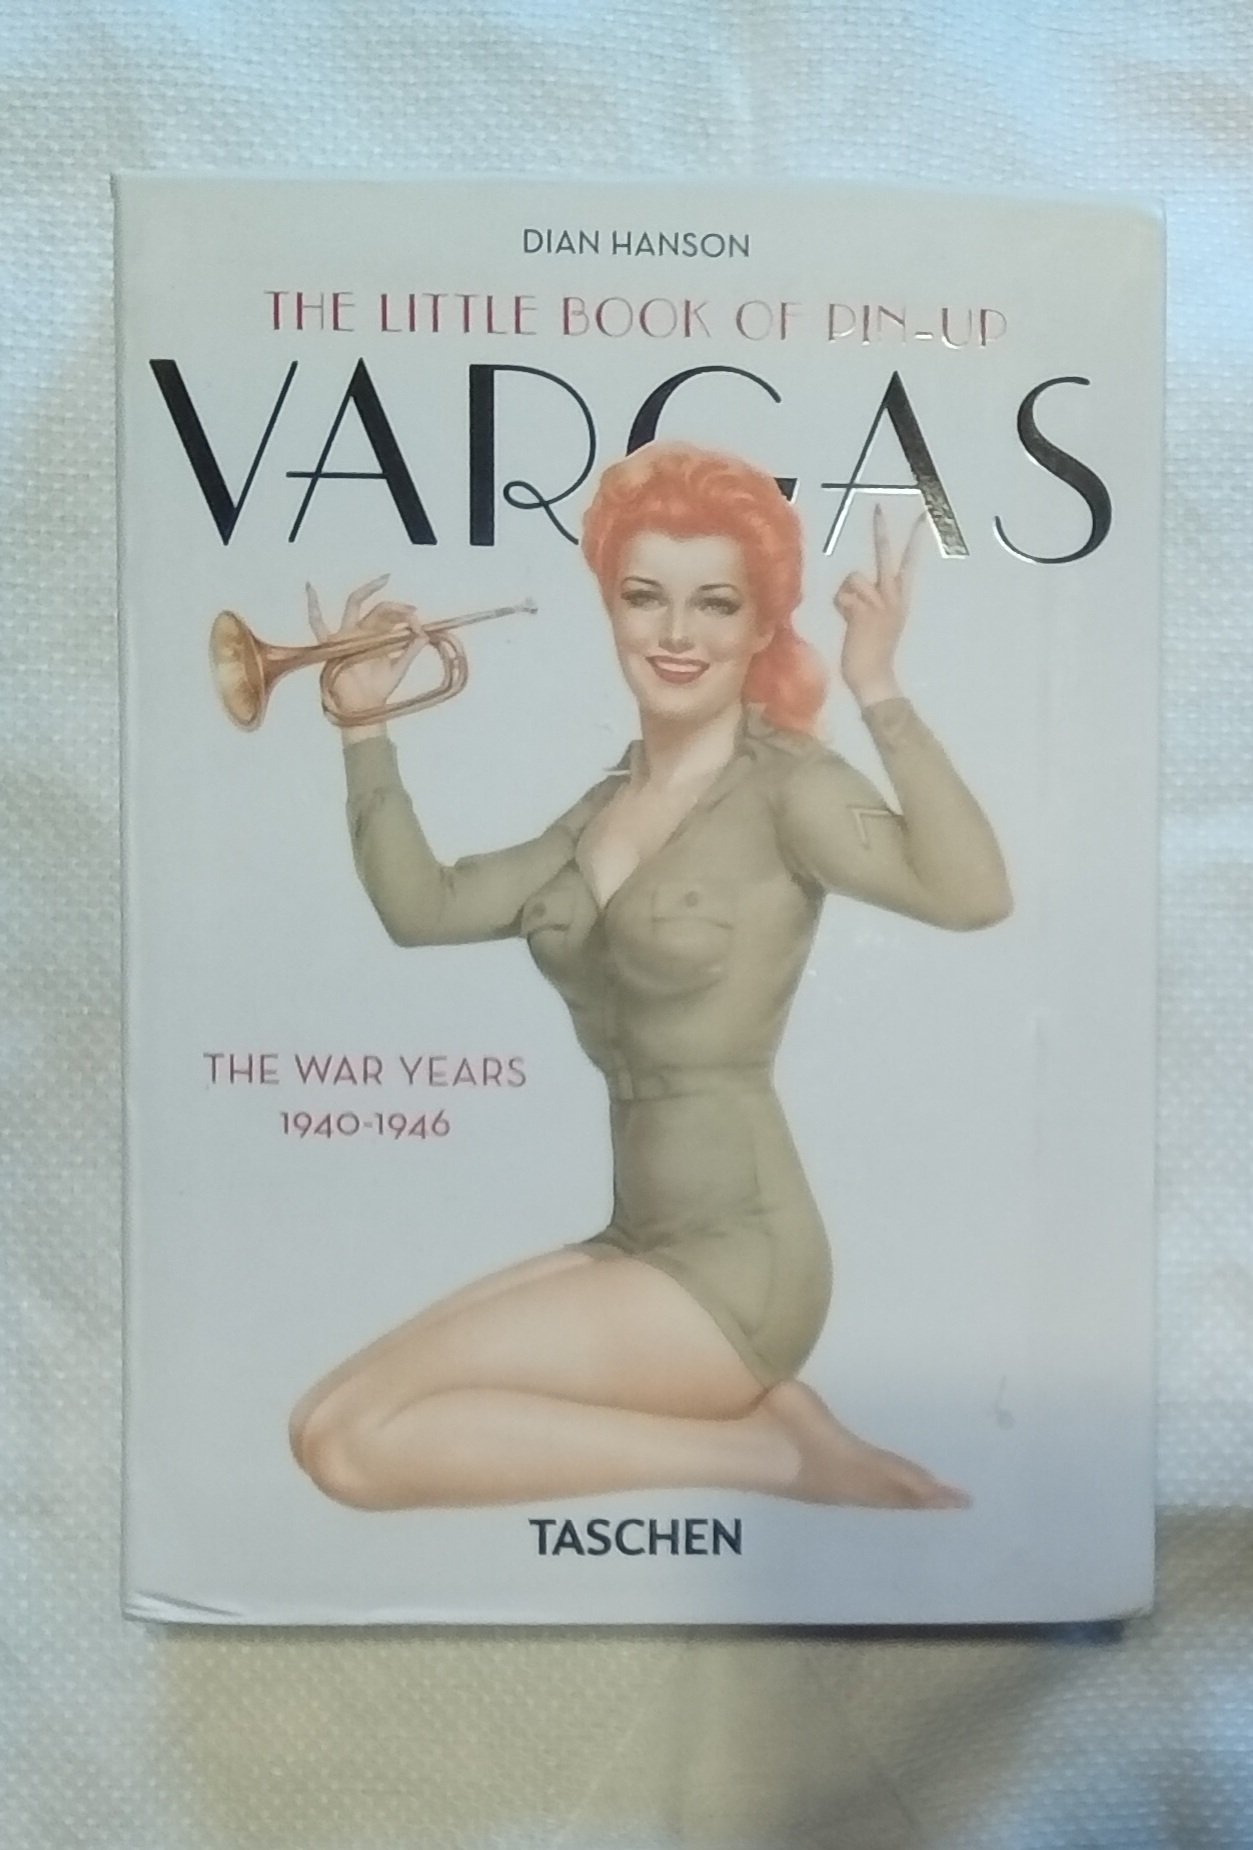 DIAN HANSON
THE LITTLE BOOK OF PIN-UP
VARGAS
THE WAR YEARS
1940-1946
TASCHEN